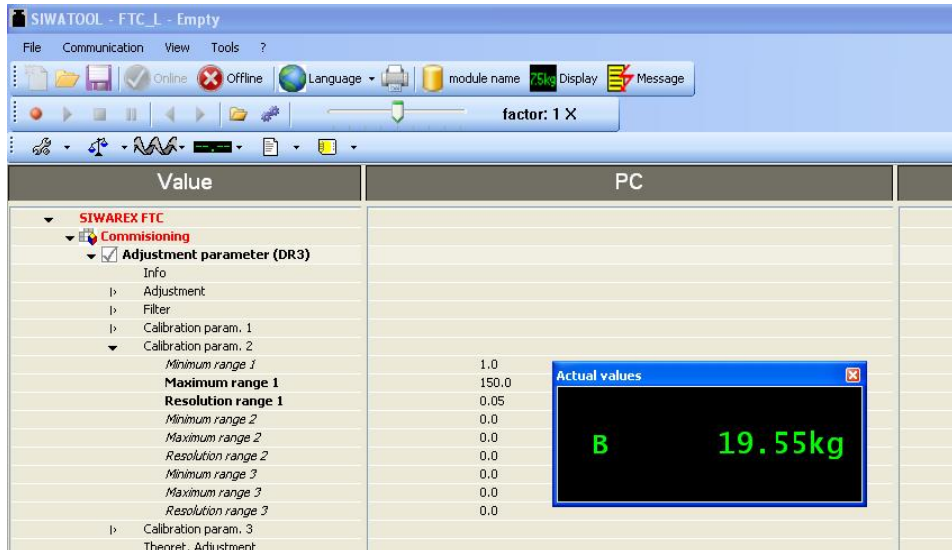 SIWATOOL - FTC_L - Empty
File Communication View Tools ?
Online Offline Language module name 75kg Display Message
factor: 1 X
Value PC
SIWAREX FTC
Commisioning
Adjustment parameter (DR3)
Info
Adjustment
Filter
Calibration param. 1
Calibration param. 2
Minimum range 1 1.0
Maximum range 1 150.0
Resolution range 1 0.05
Minimum range 2 0.0
Maximum range 2 0.0
Resolution range 2 0.0
Minimum range 3 0.0
Maximum range 3 0.0
Resolution range 3 0.0
Calibration param. 3
Theoret. Adjustment
Actual values
B 19.55kg